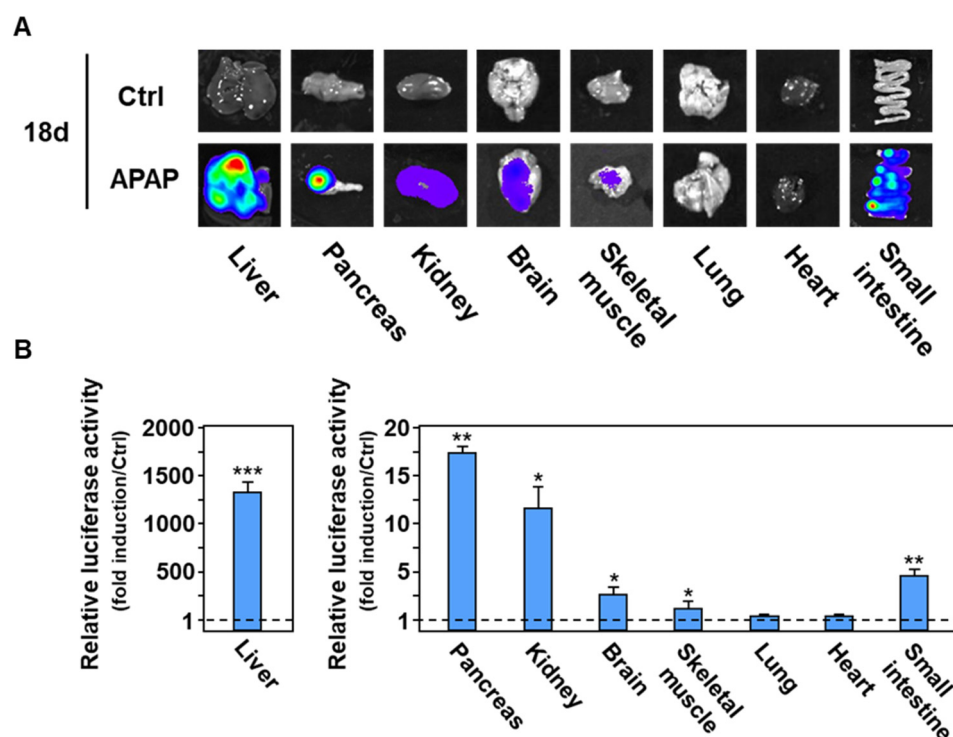 A
18d
Ctrl
APAP
Liver
Pancreas
Kidney
Brain
Skeletal
muscle
Lung
Heart
Small
intestine
B
Relative luciferase activity
(fold induction/Ctrl)
2000
1500
1000
500
1
***
Liver
Relative luciferase activity
(fold induction/Ctrl)
20
15
10
5
1
**
*
*
*
**
Pancreas
Kidney
Brain
Skeletal
muscle
Lung
Heart
Small
intestine